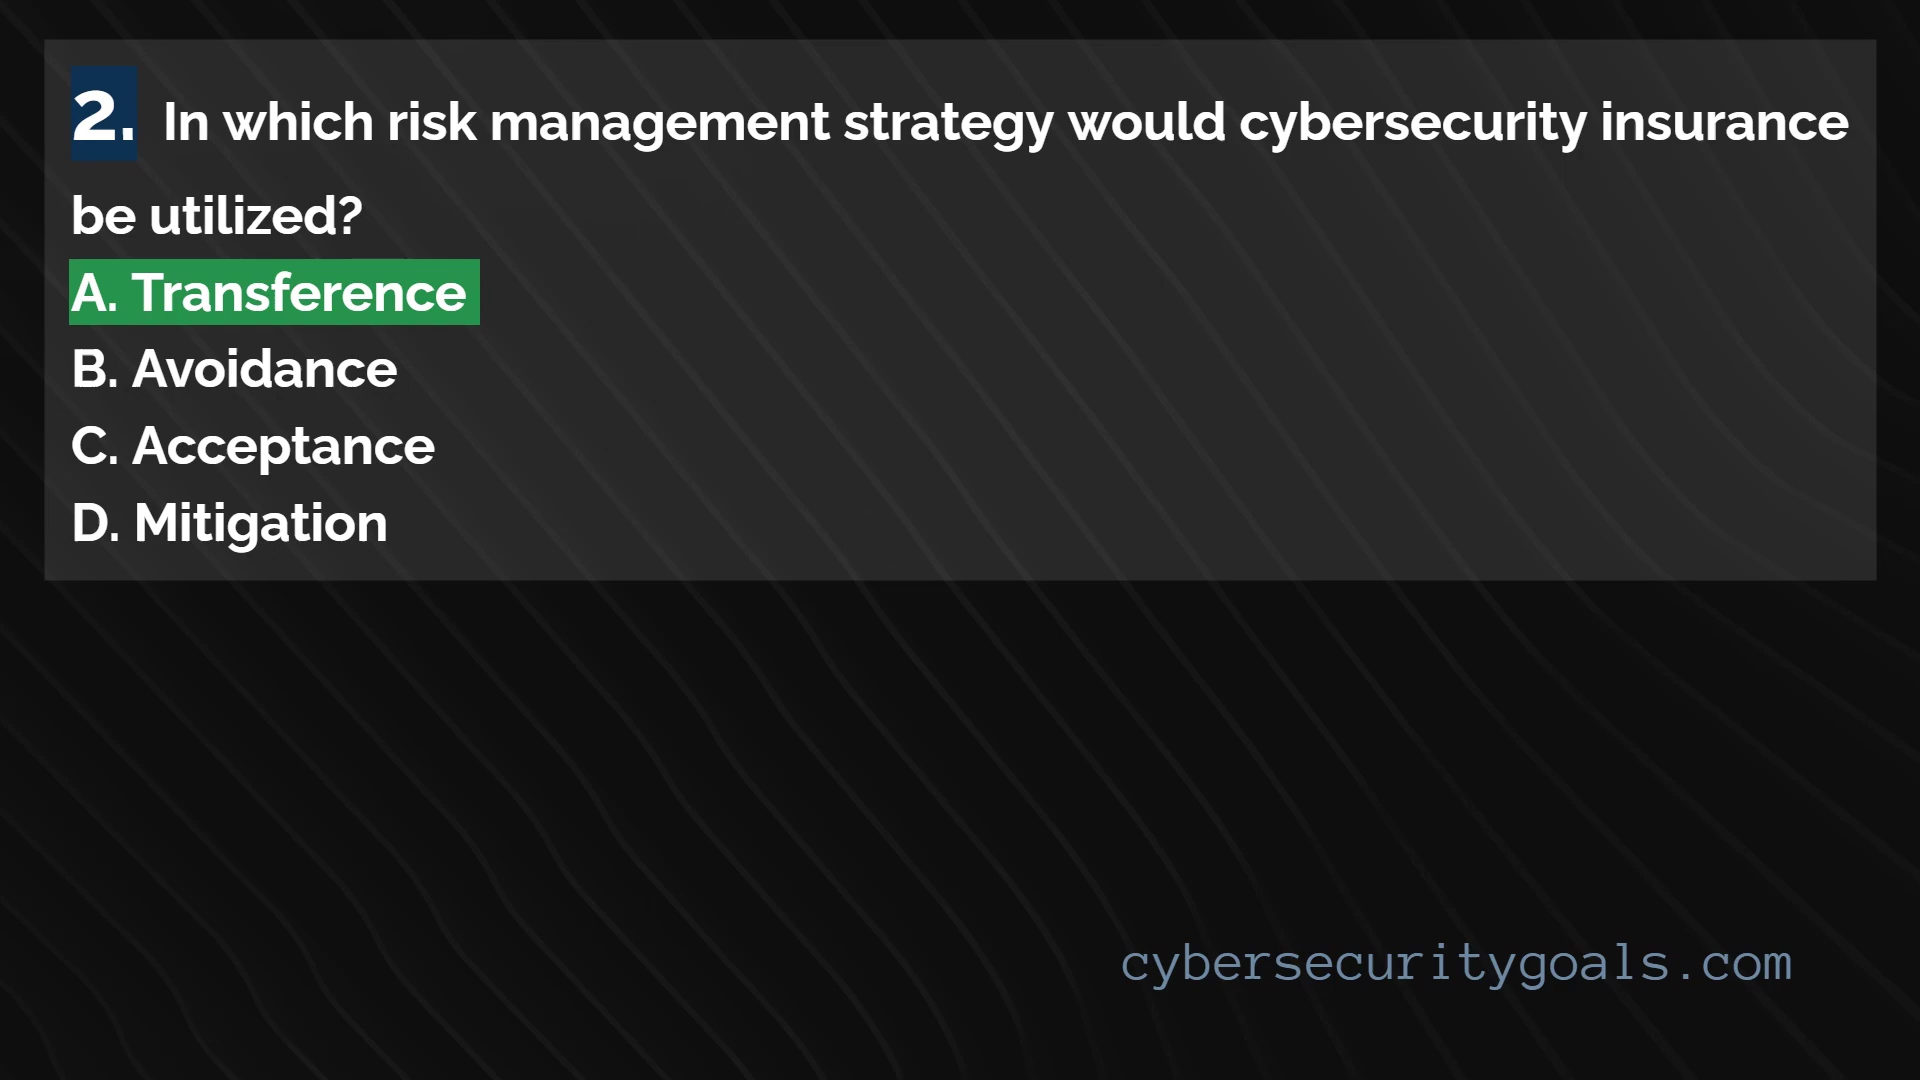 2. In which risk management strategy would cybersecurity insurance
be utilized?
A. Transference
B. Avoidance
C. Acceptance
D. Mitigation
cybersecuritygoals.com